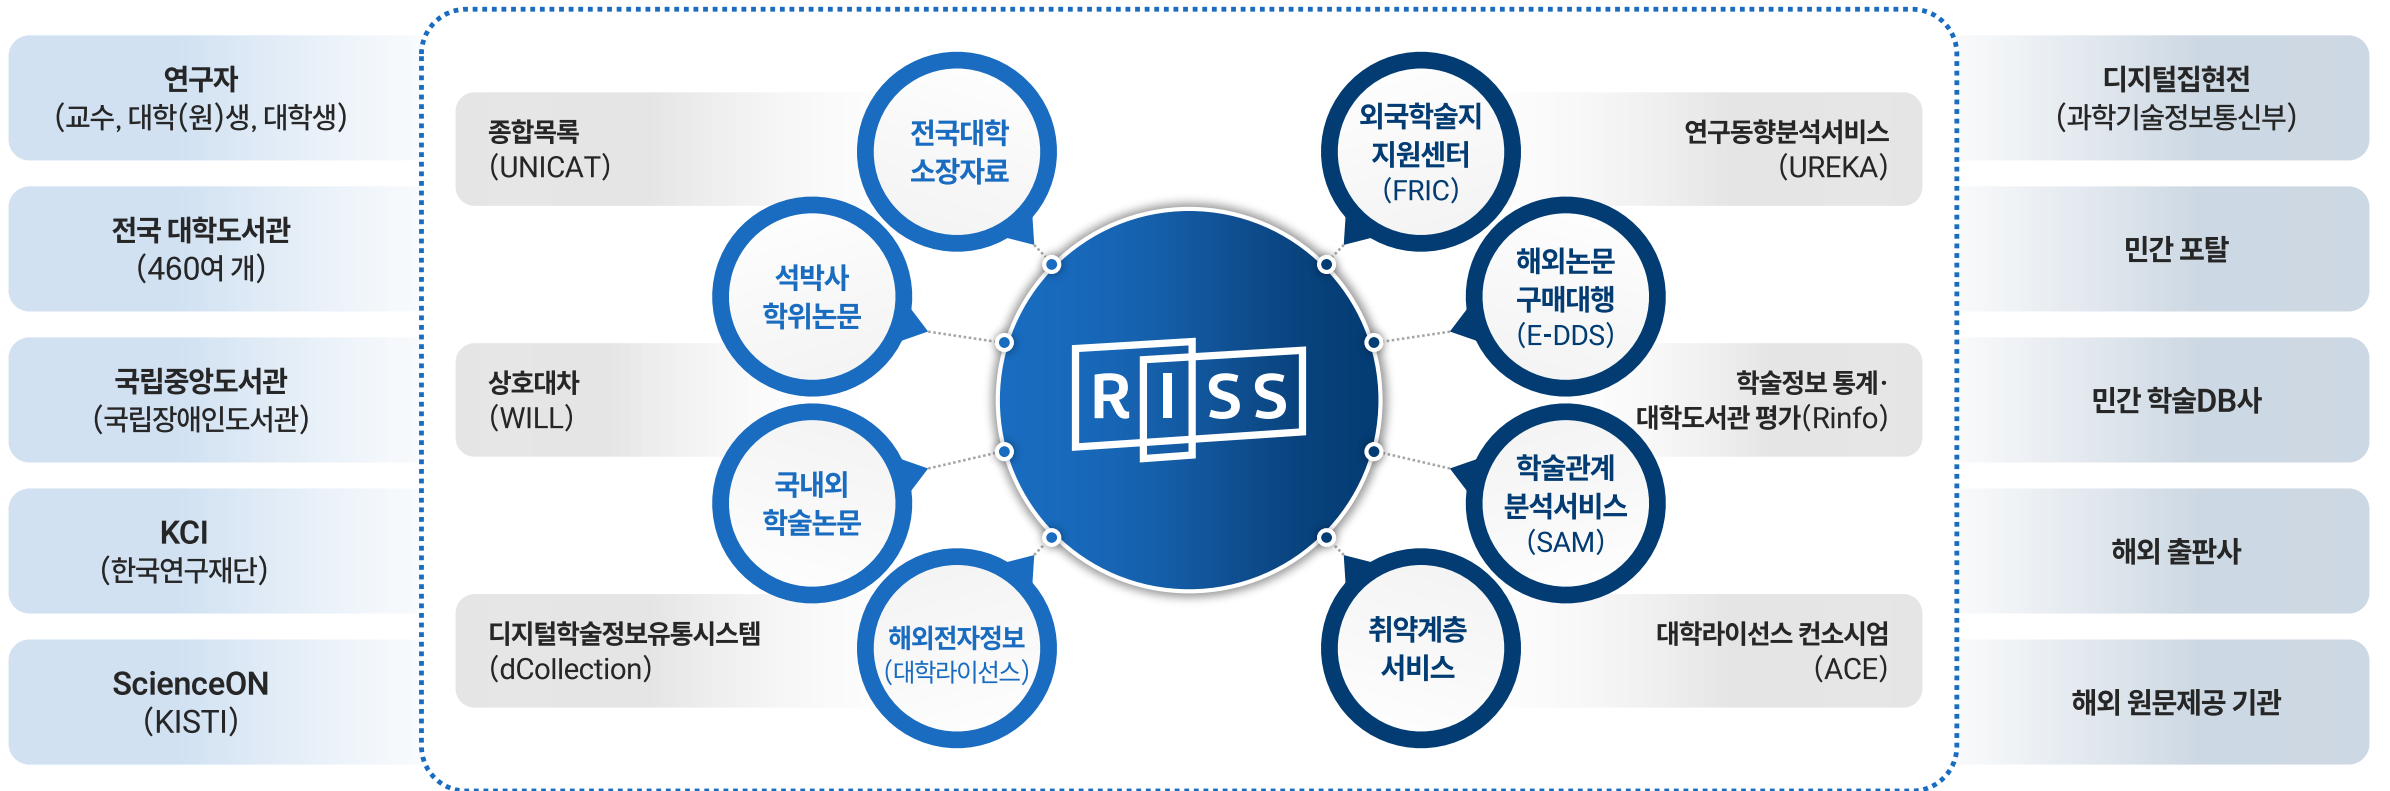 연구자
(교수, 대학(원)생, 대학생)
전국 대학도서관
(460여 개)
국립중앙도서관
(국립장애인도서관)
KCI
(한국연구재단)
ScienceON
(KISTI)
종합목록
(UNICAT)
상호대차
(WILL)
디지털학술정보유통시스템
(dCollection)
전국대학
소장자료
석박사
학위논문
국내외
학술논문
해외전자정보
(대학라이선스)
RISS
외국학술지
지원센터
(FRIC)
해외논문
구매대행
(E-DDS)
학술관계
분석서비스
(SAM)
취약계층
서비스
연구동향분석서비스
(UREKA)
학술정보 통계·
대학도서관 평가(Rinfo)
대학라이선스 컨소시엄
(ACE)
디지털집현전
(과학기술정보통신부)
민간 포탈
민간 학술DB사
해외 출판사
해외 원문제공 기관